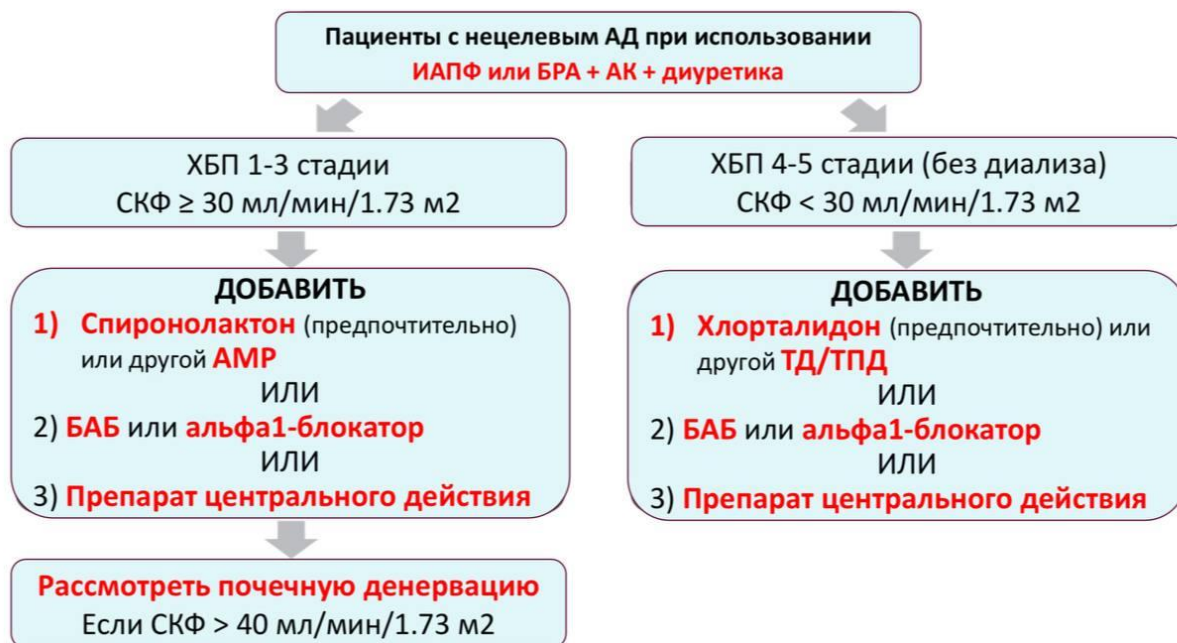 Пациенты с нецелевым АД при использовании
ИАПФ или БРА + АК + диуретика
ХБП 1-3 стадии
СКФ ≥ 30 мл/мин/1.73 м2
ХБП 4-5 стадии (без диализа)
СКФ < 30 мл/мин/1.73 м2
ДОБАВИТЬ
1) Спиронолактон (предпочтительно)
или другой АМР
ИЛИ
2) БАБ или альфа1-блокатор
ИЛИ
3) Препарат центрального действия
ДОБАВИТЬ
1) Хлорталидон (предпочтительно) или
другой ТД/ТПД
ИЛИ
2) БАБ или альфа1-блокатор
ИЛИ
3) Препарат центрального действия
Рассмотреть почечную денервацию
Если СКФ > 40 мл/мин/1.73 м2